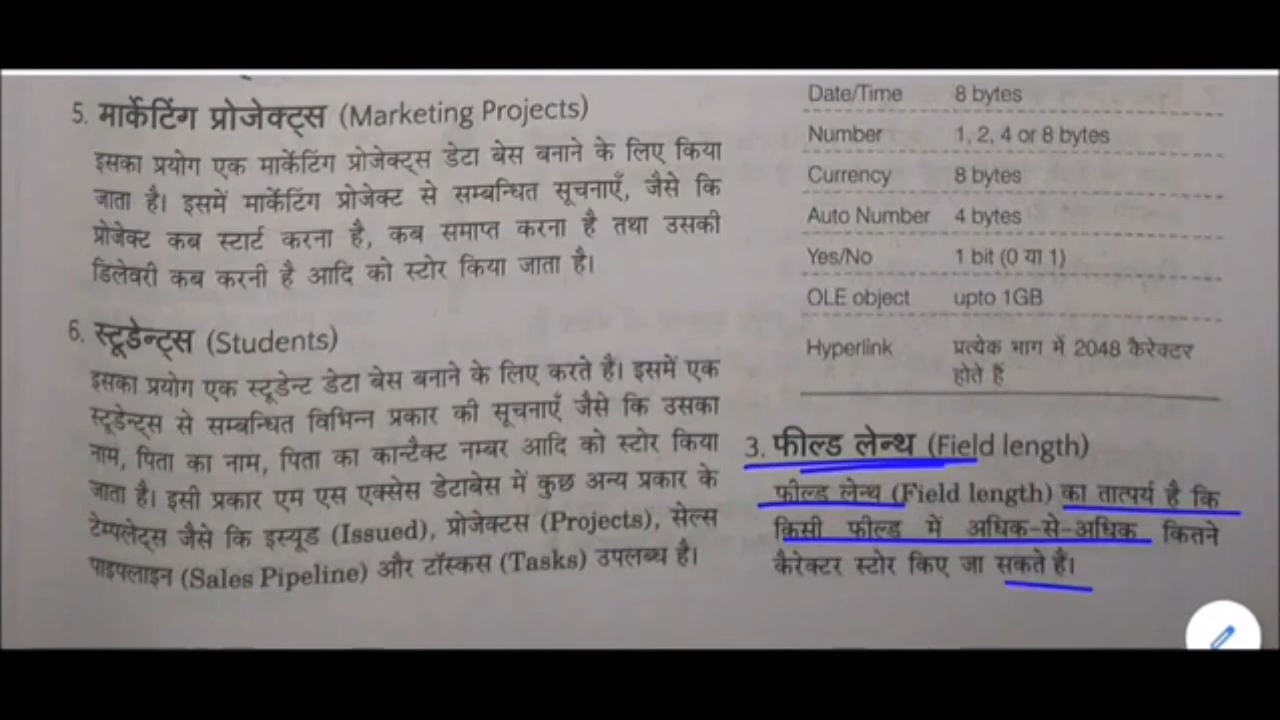 5. मार्केटिंग प्रोजेक्ट्स (Marketing Projects)
इसका प्रयोग एक मार्केटिंग प्रोजेक्ट्स डेटा बेस बनाने के लिए किया
जाता है। इसमें मार्केटिंग प्रोजेक्ट से सम्बन्धित सूचनाएँ, जैसे कि
प्रोजेक्ट कब स्टार्ट करना है, कब समाप्त करना है तथा उसकी
डिलेवरी कब करनी है आदि को स्टोर किया जाता है।
6. स्टूडेन्ट्स (Students)
इसका प्रयोग एक स्टूडेन्ट डेटा बेस बनाने के लिए करते हैं। इसमें एक
स्टूडेन्ट्स से सम्बन्धित विभिन्न प्रकार की सूचनाएँ जैसे कि उसका
नाम, पिता का नाम, पिता का कान्टैक्ट नम्बर आदि को स्टोर किया
जाता है। इसी प्रकार एम एस एक्सेस डेटाबेस में कुछ अन्य प्रकार के
टेम्पलेट्स जैसे कि इस्यूड (Issued), प्रोजेक्टस (Projects), सेल्स
पाइपलाइन (Sales Pipeline) और टॉस्कस (Tasks) उपलब्ध है।
Date/Time 8 bytes
Number 1, 2, 4 or 8 bytes
Currency 8 bytes
Auto Number 4 bytes
Yes/No 1 bit (0 या 1)
OLE object upto 1GB
Hyperlink प्रत्येक भाग में 2048 कैरेक्टर
होते हैं
3. फील्ड लेन्थ (Field length)
फील्ड लेन्थ (Field length) का तात्पर्य है कि
किसी फील्ड में अधिक-से-अधिक कितने
कैरेक्टर स्टोर किए जा सकते हैं।